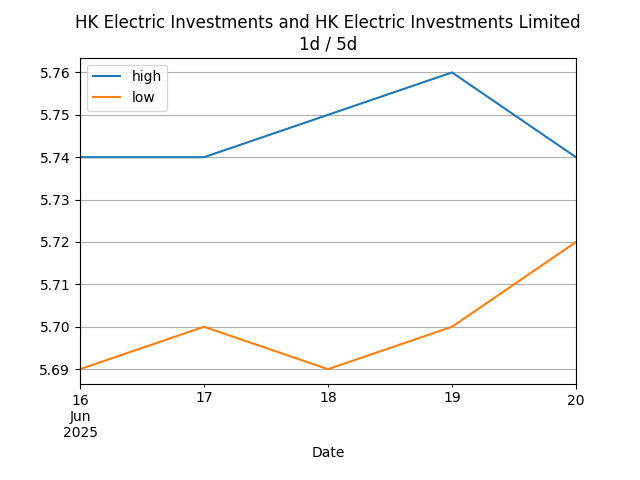 HK Electric Investments and HK Electric Investments Limited
1d / 5d
5.76
5.75
5.74
5.73
5.72
5.71
5.70
5.69
high
low
16 17 18 19 20
Jun
2025
Date